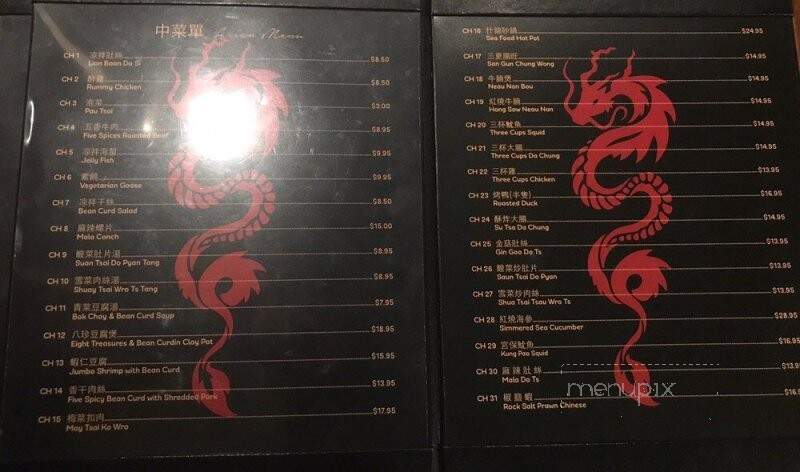 中菜單
CH 1 凉拌肚丝
Lian Baan Do Si $8.50
CH 2 醉雞
Rummy Chicken $8.50
CH 3 泡菜
Pau Tsai $3.00
CH 4 五香牛肉
Five Spices Roasted Beef $8.95
CH 5 凉拌海蜇
Jelly Fish $9.95
CH 6 素鵝
Vegetarian Goose $9.95
CH 7 凉拌干丝
Bean Curd Salad $8.50
CH 8 麻辣螺片
Mala Conch $15.00
CH 9 酸菜肚片湯
Suan Tsai Do Pyan Tang $8.95
CH 10 雪菜肉絲湯
Shuay Tsai Wro Ts Tang $8.95
CH 11 青菜豆腐湯
Bok Choy & Bean Curd Soup $7.95
CH 12 八珍豆腐煲
Eight Treasures & Bean Curdin Clay Pot $18.95
CH 13 蝦仁豆腐
Jumbo Shrimp with Bean Curd $15.95
CH 14 香干肉絲
Five Spicy Bean Curd with Shredded Pork $13.95
CH 15 梅菜扣肉
May Tsai Ko Wro $17.95
CH 16 什錦砂鍋
Sea Food Hot Pot $24.95
CH 17 三更腸旺
San Gun Chung Wong $14.95
CH 18 牛腩煲
Neau Nan Bou $14.95
CH 19 紅燒牛腩
Hong Saw Neau Nan $14.95
CH 20 三杯魷魚
Three Cups Squid $14.95
CH 21 三杯大腸
Three Cups Da Chung $14.95
CH 22 三杯雞
Three Cups Chicken $13.95
CH 23 烤鴨(半隻)
Roasted Duck $16.95
CH 24 酥炸大腸
Su Tsa Da Chung $14.95
CH 25 金菇肚絲
Gin Goo Do Ts $13.95
CH 26 酸菜炒肚片
Saun Tsai Do Pyan $13.95
CH 27 雪菜炒肉絲
Shua Tsai Tsau Wro Ts $13.95
CH 28 紅燒海參
Simmered Sea Cucumber $28.95
CH 29 宮保魷魚
Kung Pao Squid $16.95
CH 30 麻辣肚絲
Mala Do Ts $13.9
CH 31 椒鹽蝦
Rock Salt Prawn Chinese $16.9
menupix